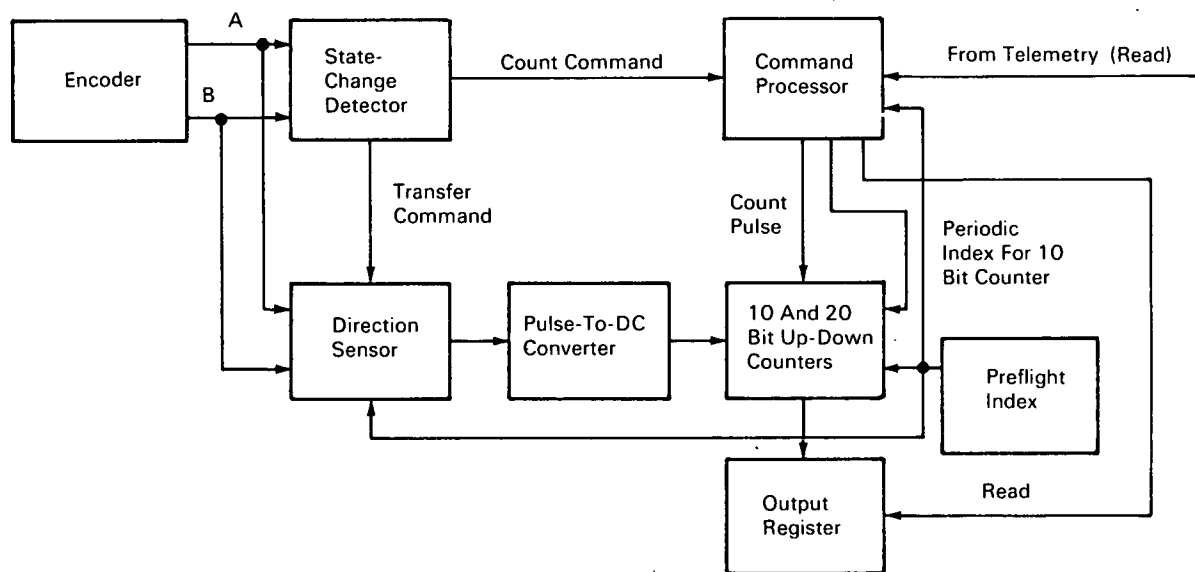 A
B
Encoder
State-
Change
Detector
Count Command
Command
Processor
From Telemetry (Read)
Transfer
Command
Count
Pulse
Periodic
Index For 10
Bit Counter
Direction
Sensor
Pulse-To-DC
Converter
10 And 20
Bit Up-Down
Counters
Preflight
Index
Read
Output
Register